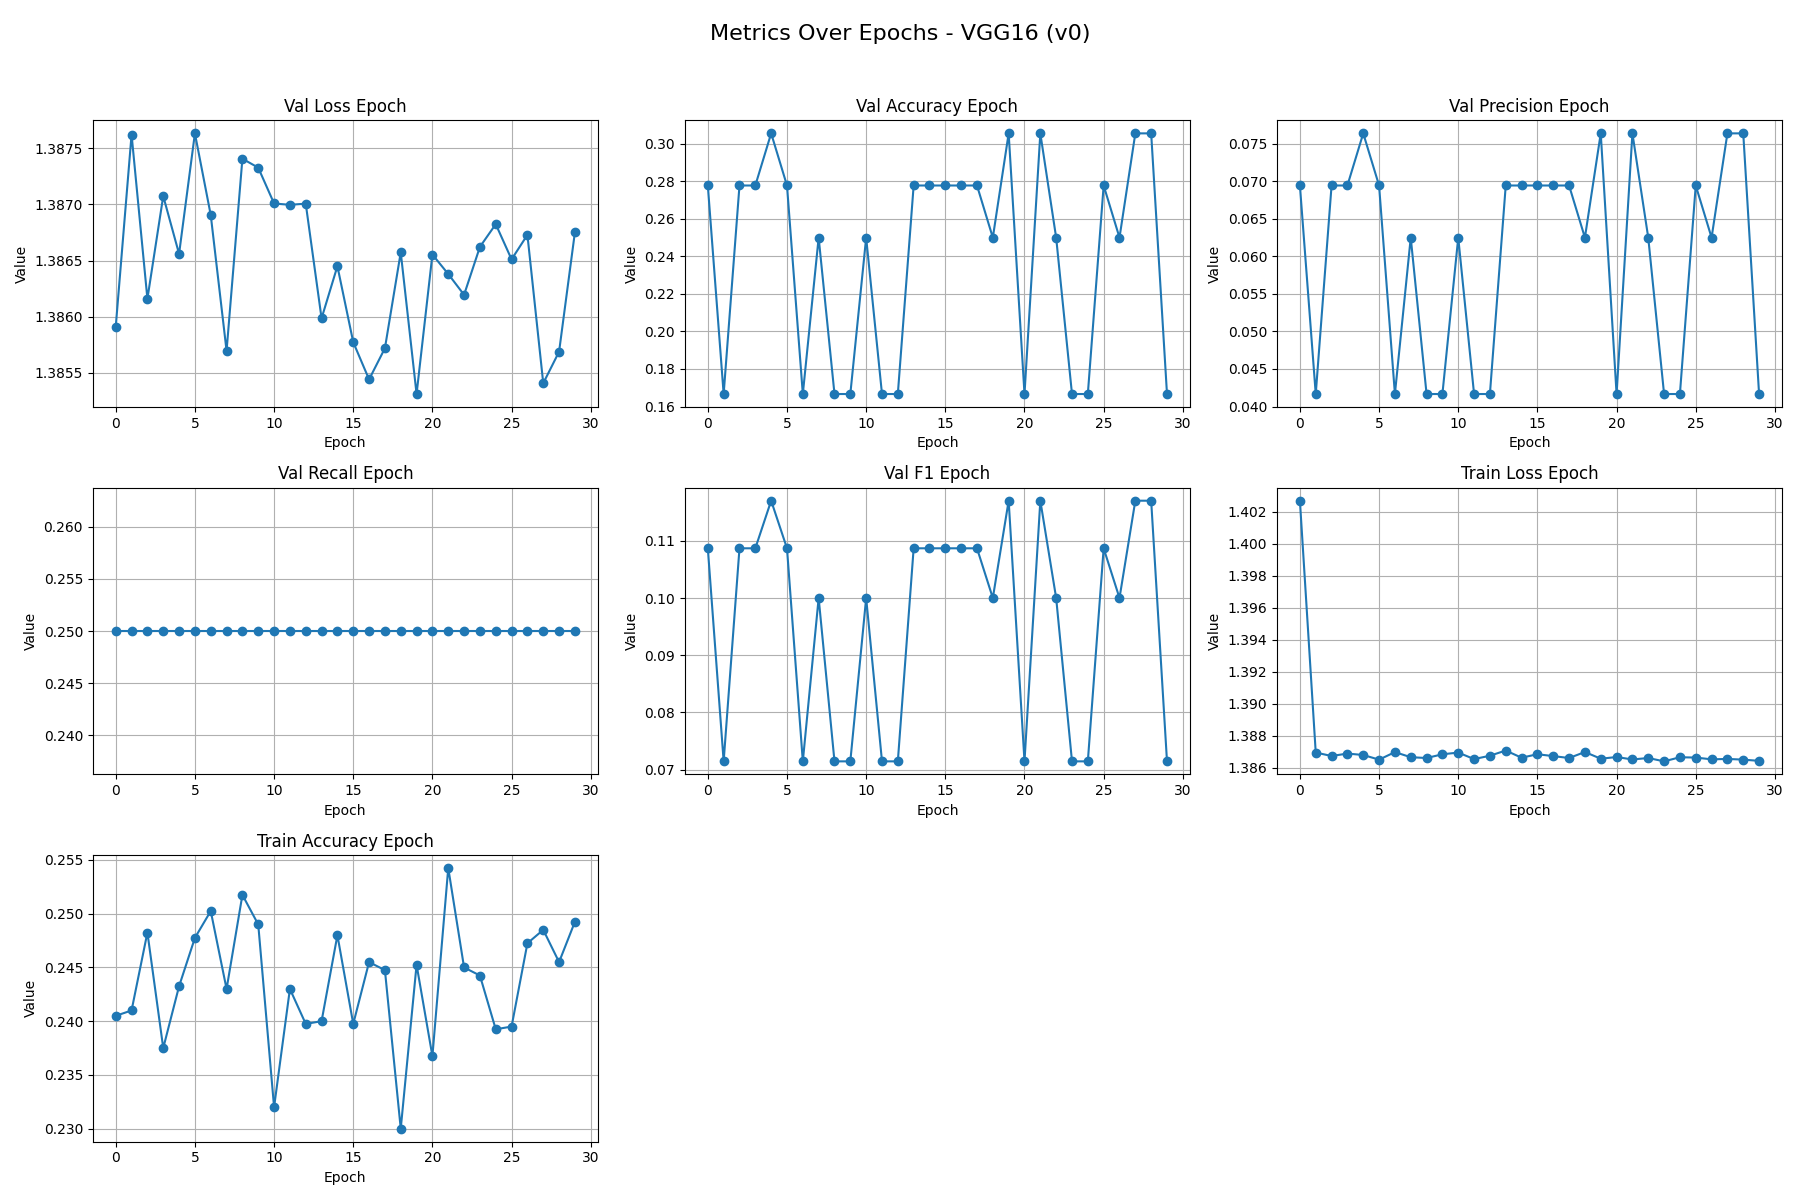 Metrics Over Epochs - VGG16 (v0)
Val Loss Epoch
Value
1.3875
1.3870
1.3865
1.3860
1.3855
0 5 10 15 20 25 30
Epoch
Val Accuracy Epoch
Value
0.30
0.28
0.26
0.24
0.22
0.20
0.18
0.16
0 5 10 15 20 25 30
Epoch
Val Precision Epoch
Value
0.075
0.070
0.065
0.060
0.055
0.050
0.045
0.040
0 5 10 15 20 25 30
Epoch
Val Recall Epoch
Value
0.260
0.255
0.250
0.245
0.240
0 5 10 15 20 25 30
Epoch
Val F1 Epoch
Value
0.11
0.10
0.09
0.08
0.07
0 5 10 15 20 25 30
Epoch
Train Loss Epoch
Value
1.402
1.400
1.398
1.396
1.394
1.392
1.390
1.388
1.386
0 5 10 15 20 25 30
Epoch
Train Accuracy Epoch
Value
0.255
0.250
0.245
0.240
0.235
0.230
0 5 10 15 20 25 30
Epoch